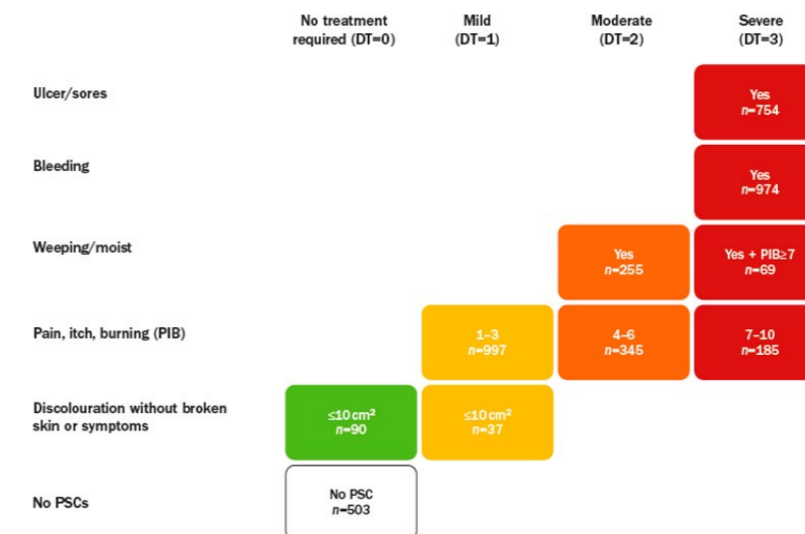 No treatment
required (DT=0)
Mild
(DT=1)
Moderate
(DT=2)
Severe
(DT=3)
Ulcer/sores
Yes
n=754
Bleeding
Yes
n=974
Weeping/moist
Yes
n=255
Yes + PIB≥7
n=69
Pain, itch, burning (PIB)
1–3
n=997
4–6
n=345
7–10
n=185
Discolouration without broken
skin or symptoms
≤10 cm²
n=90
≤10 cm²
n=37
No PSCs
No PSC
n=503